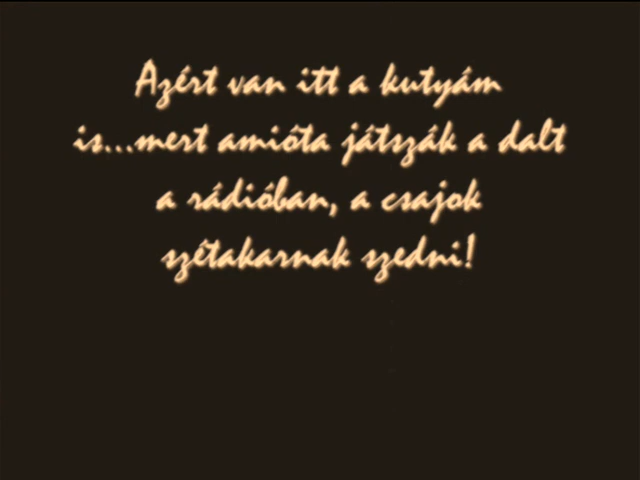 Azért van itt a kutyám
is...mert amióta játszák a dalt
a rádióban, a csajok
szétakarnak szedni!